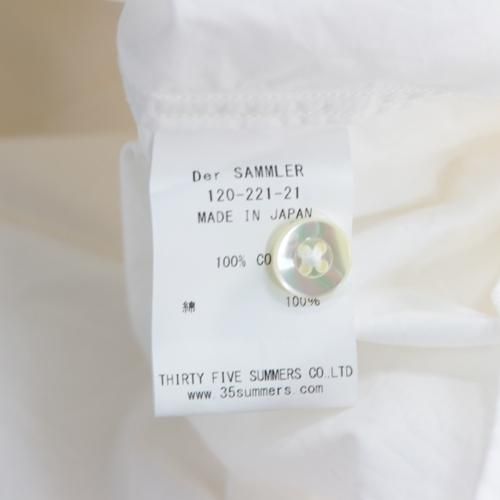 Der SAMMLER
120-221-21
MADE IN JAPAN
100% CO
綿 100%
THIRTY FIVE SUMMERS CO.,LTD
www.35summers.com